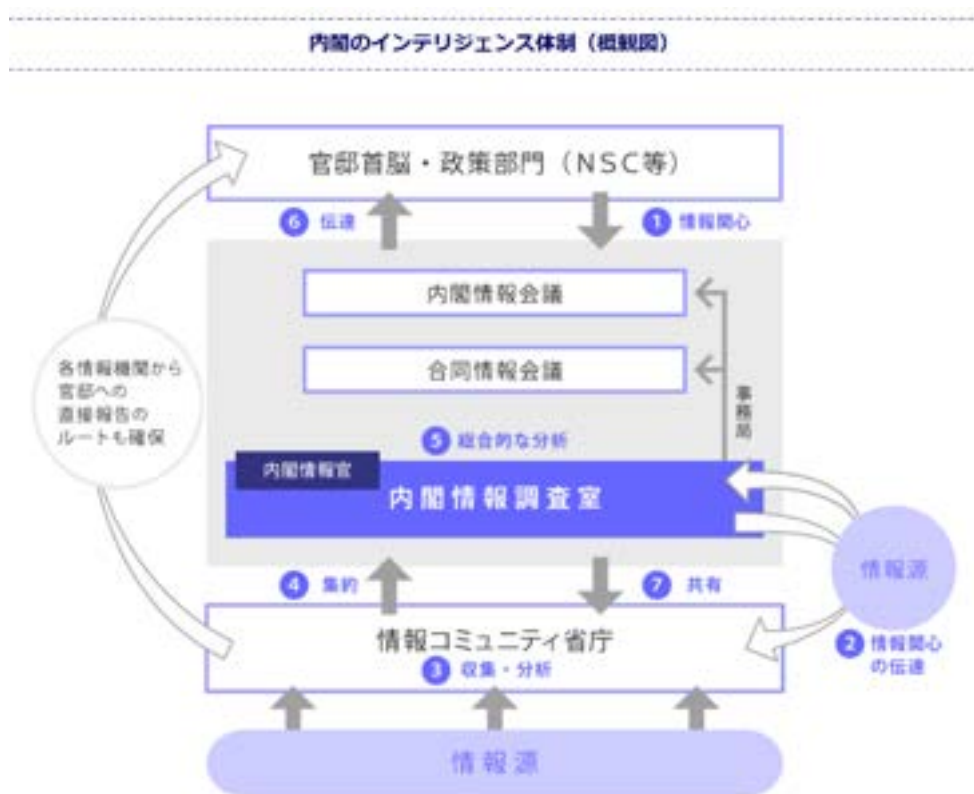 内閣のインテリジェンス体制（概観図）
官邸首脳・政策部門（NSC等）
6 伝達
1 情報関心
内閣情報会議
合同情報会議
事務局
各情報機関から
官邸への
直接報告の
ルートも確保
5 総合的な分析
内閣情報官
内閣情報調査室
情報源
4 集約
7 共有
2 情報関心
の伝達
情報コミュニティ省庁
3 収集・分析
情報源